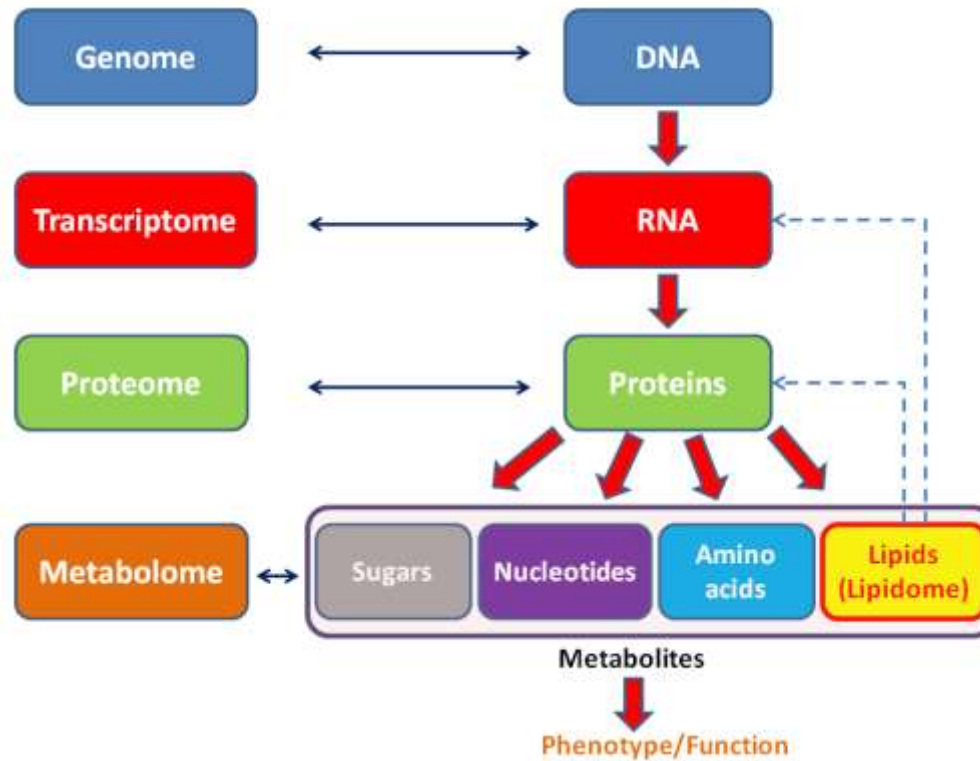 Genome
DNA
Transcriptome
RNA
Proteome
Proteins
Metabolome
Sugars
Nucleotides
Amino
acids
Lipids
(Lipidome)
Metabolites
Phenotype/Function